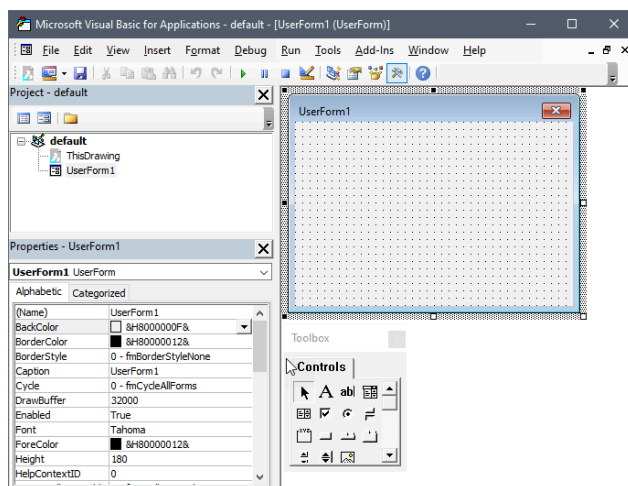 Microsoft Visual Basic for Applications - default - [UserForm1 (UserForm)]
File Edit View Insert Format Debug Run Tools Add-Ins Window Help
Project - default
default
ThisDrawing
UserForm1
Properties - UserForm1
UserForm1 UserForm
Alphabetic Categorized
(Name) UserForm1
BackColor &H8000000F&
BorderColor &H80000012&
BorderStyle 0 - fmBorderStyleNone
Caption UserForm1
Cycle 0 - fmCycleAllForms
DrawBuffer 32000
Enabled True
Font Tahoma
ForeColor &H80000012&
Height 180
HelpContextID 0
UserForm1
Toolbox
Controls
A ab|